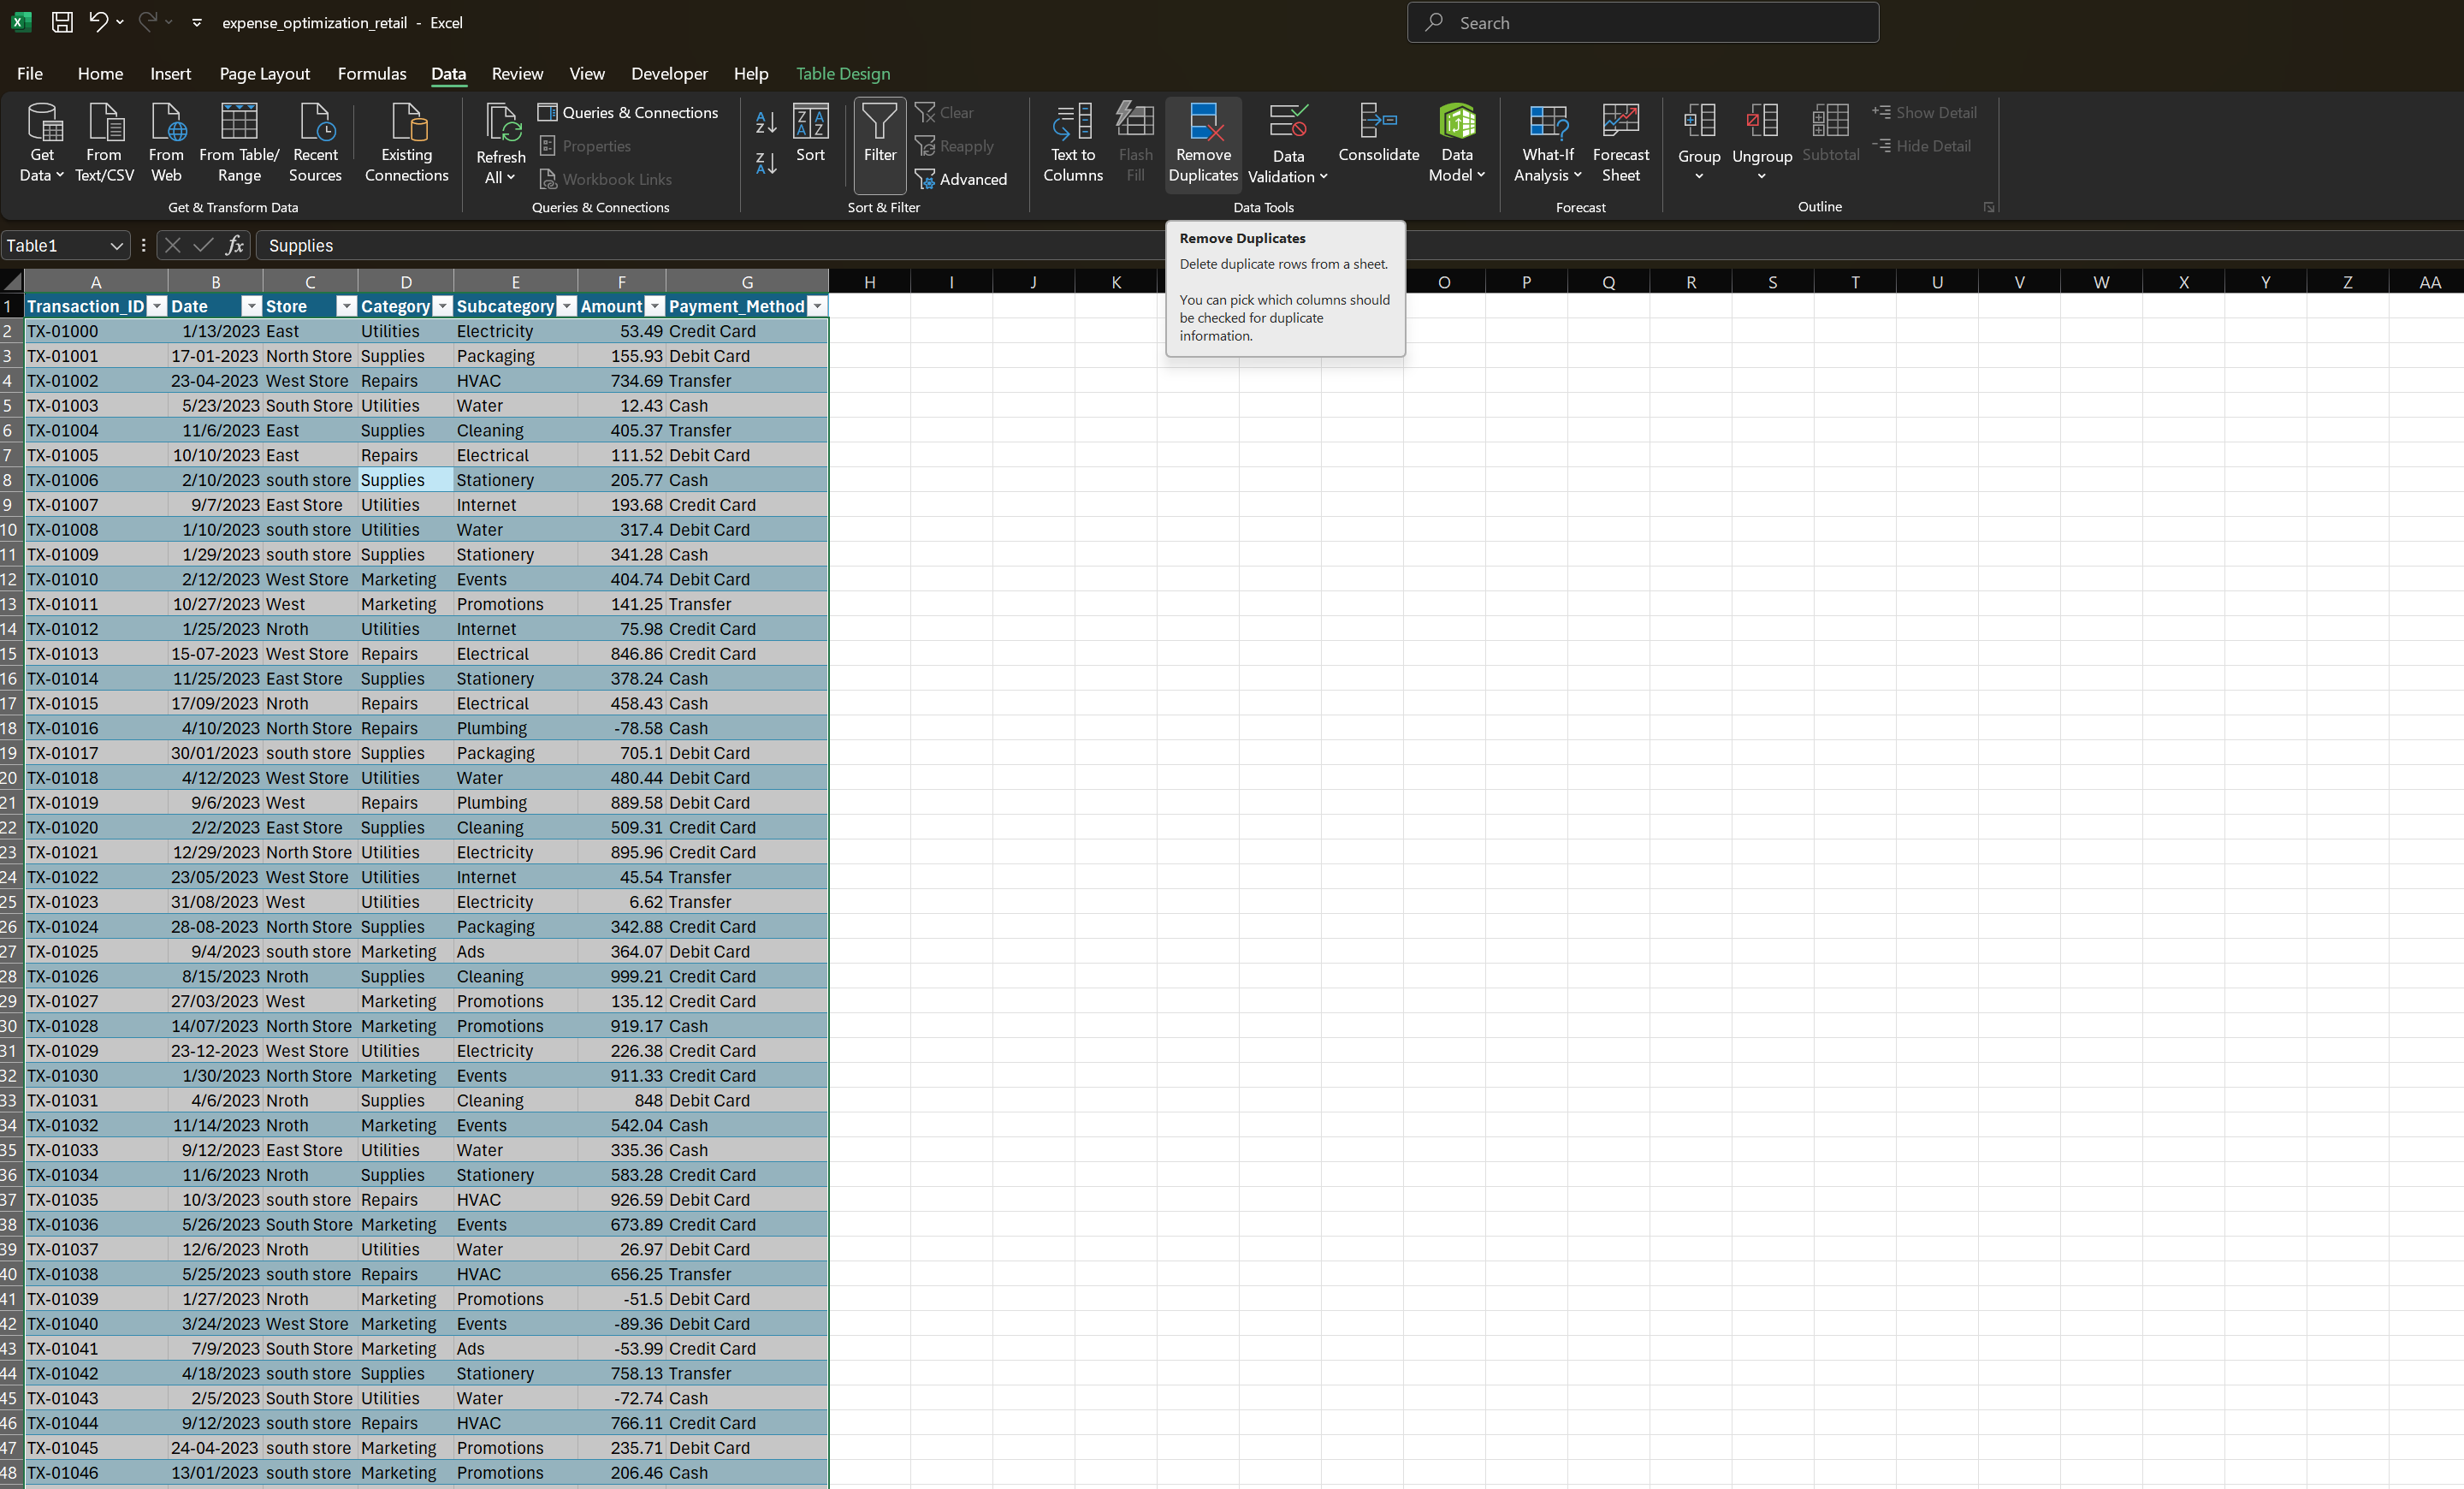 expense_optimization_retail - Excel
Search
File Home Insert Page Layout Formulas Data Review View Developer Help Table Design
Get Data
From Text/CSV
From Web
From Table/ Range
Recent Sources
Existing Connections
Get & Transform Data
Refresh All
Queries & Connections
Properties
Workbook Links
Queries & Connections
Sort
Filter
Clear
Reapply
Advanced
Sort & Filter
Text to Columns
Flash Fill
Remove Duplicates
Data Validation
Consolidate
Data Model
Data Tools
What-If Analysis
Forecast Sheet
Forecast
Group
Ungroup
Subtotal
Show Detail
Hide Detail
Outline
Table1 fx Supplies
Remove Duplicates
Delete duplicate rows from a sheet.
You can pick which columns should
be checked for duplicate
information.
A B C D E F G H I J K O P Q R S T U V W X Y Z AA
1 Transaction_ID Date Store Category Subcategory Amount Payment_Method
2 TX-01000 1/13/2023 East Utilities Electricity 53.49 Credit Card
3 TX-01001 17-01-2023 North Store Supplies Packaging 155.93 Debit Card
4 TX-01002 23-04-2023 West Store Repairs HVAC 734.69 Transfer
5 TX-01003 5/23/2023 South Store Utilities Water 12.43 Cash
6 TX-01004 11/6/2023 East Supplies Cleaning 405.37 Transfer
7 TX-01005 10/10/2023 East Repairs Electrical 111.52 Debit Card
8 TX-01006 2/10/2023 south store Supplies Stationery 205.77 Cash
9 TX-01007 9/7/2023 East Store Utilities Internet 193.68 Credit Card
10 TX-01008 1/10/2023 south store Utilities Water 317.4 Debit Card
11 TX-01009 1/29/2023 south store Supplies Stationery 341.28 Cash
12 TX-01010 2/12/2023 West Store Marketing Events 404.74 Debit Card
13 TX-01011 10/27/2023 West Marketing Promotions 141.25 Transfer
14 TX-01012 1/25/2023 Nroth Utilities Internet 75.98 Credit Card
15 TX-01013 15-07-2023 West Store Repairs Electrical 846.86 Credit Card
16 TX-01014 11/25/2023 East Store Supplies Stationery 378.24 Cash
17 TX-01015 17/09/2023 Nroth Repairs Electrical 458.43 Cash
18 TX-01016 4/10/2023 North Store Repairs Plumbing -78.58 Cash
19 TX-01017 30/01/2023 south store Supplies Packaging 705.1 Debit Card
20 TX-01018 4/12/2023 West Store Utilities Water 480.44 Debit Card
21 TX-01019 9/6/2023 West Repairs Plumbing 889.58 Debit Card
22 TX-01020 2/2/2023 East Store Supplies Cleaning 509.31 Credit Card
23 TX-01021 12/29/2023 North Store Utilities Electricity 895.96 Credit Card
24 TX-01022 23/05/2023 West Store Utilities Internet 45.54 Transfer
25 TX-01023 31/08/2023 West Utilities Electricity 6.62 Transfer
26 TX-01024 28-08-2023 North Store Supplies Packaging 342.88 Credit Card
27 TX-01025 9/4/2023 south store Marketing Ads 364.07 Debit Card
28 TX-01026 8/15/2023 Nroth Supplies Cleaning 999.21 Credit Card
29 TX-01027 27/03/2023 West Marketing Promotions 135.12 Credit Card
30 TX-01028 14/07/2023 North Store Marketing Promotions 919.17 Cash
31 TX-01029 23-12-2023 West Store Utilities Electricity 226.38 Credit Card
32 TX-01030 1/30/2023 North Store Marketing Events 911.33 Credit Card
33 TX-01031 4/6/2023 Nroth Supplies Cleaning 848 Debit Card
34 TX-01032 11/14/2023 Nroth Marketing Events 542.04 Cash
35 TX-01033 9/12/2023 East Store Utilities Water 335.36 Cash
36 TX-01034 11/6/2023 Nroth Supplies Stationery 583.28 Credit Card
37 TX-01035 10/3/2023 south store Repairs HVAC 926.59 Debit Card
38 TX-01036 5/26/2023 South Store Marketing Events 673.89 Credit Card
39 TX-01037 12/6/2023 Nroth Utilities Water 26.97 Debit Card
40 TX-01038 5/25/2023 south store Repairs HVAC 656.25 Transfer
41 TX-01039 1/27/2023 Nroth Marketing Promotions -51.5 Debit Card
42 TX-01040 3/24/2023 West Store Marketing Events -89.36 Debit Card
43 TX-01041 7/9/2023 South Store Marketing Ads -53.99 Credit Card
44 TX-01042 4/18/2023 south store Supplies Stationery 758.13 Transfer
45 TX-01043 2/5/2023 South Store Utilities Water -72.74 Cash
46 TX-01044 9/12/2023 south store Repairs HVAC 766.11 Credit Card
47 TX-01045 24-04-2023 south store Marketing Promotions 235.71 Debit Card
48 TX-01046 13/01/2023 south store Marketing Promotions 206.46 Cash